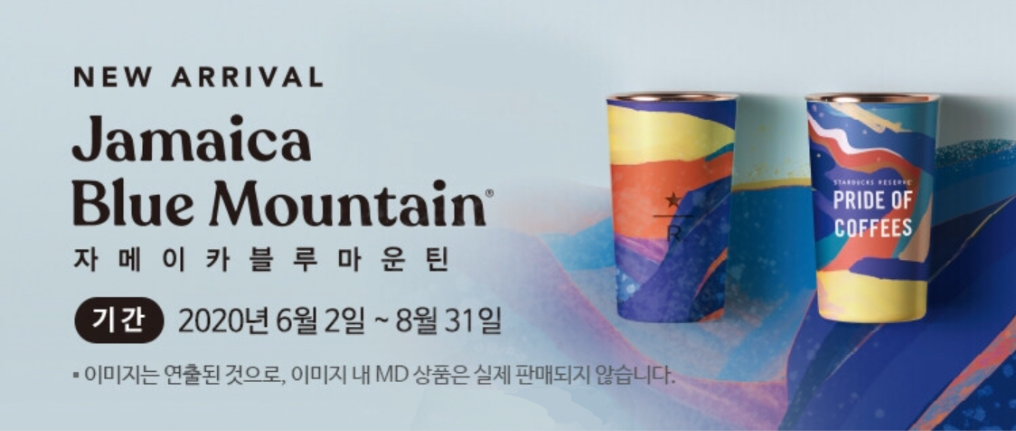 NEW ARRIVAL
Jamaica
Blue Mountain®
자메이카블루마운틴
기간 2020년 6월 2일 ~ 8월 31일
▪ 이미지는 연출된 것으로, 이미지 내 MD 상품은 실제 판매되지 않습니다.
★
R
STARBUCKS RESERVE
PRIDE OF
COFFEES